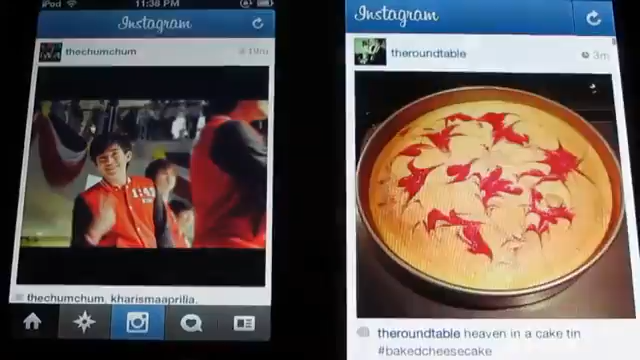 iPod
11:38 PM
Instagram
thechumchum
19m
thechumchum, kharismaaprilia,
Instagram
theroundtable
3m
theroundtable heaven in a cake tin
#bakedcheesecake